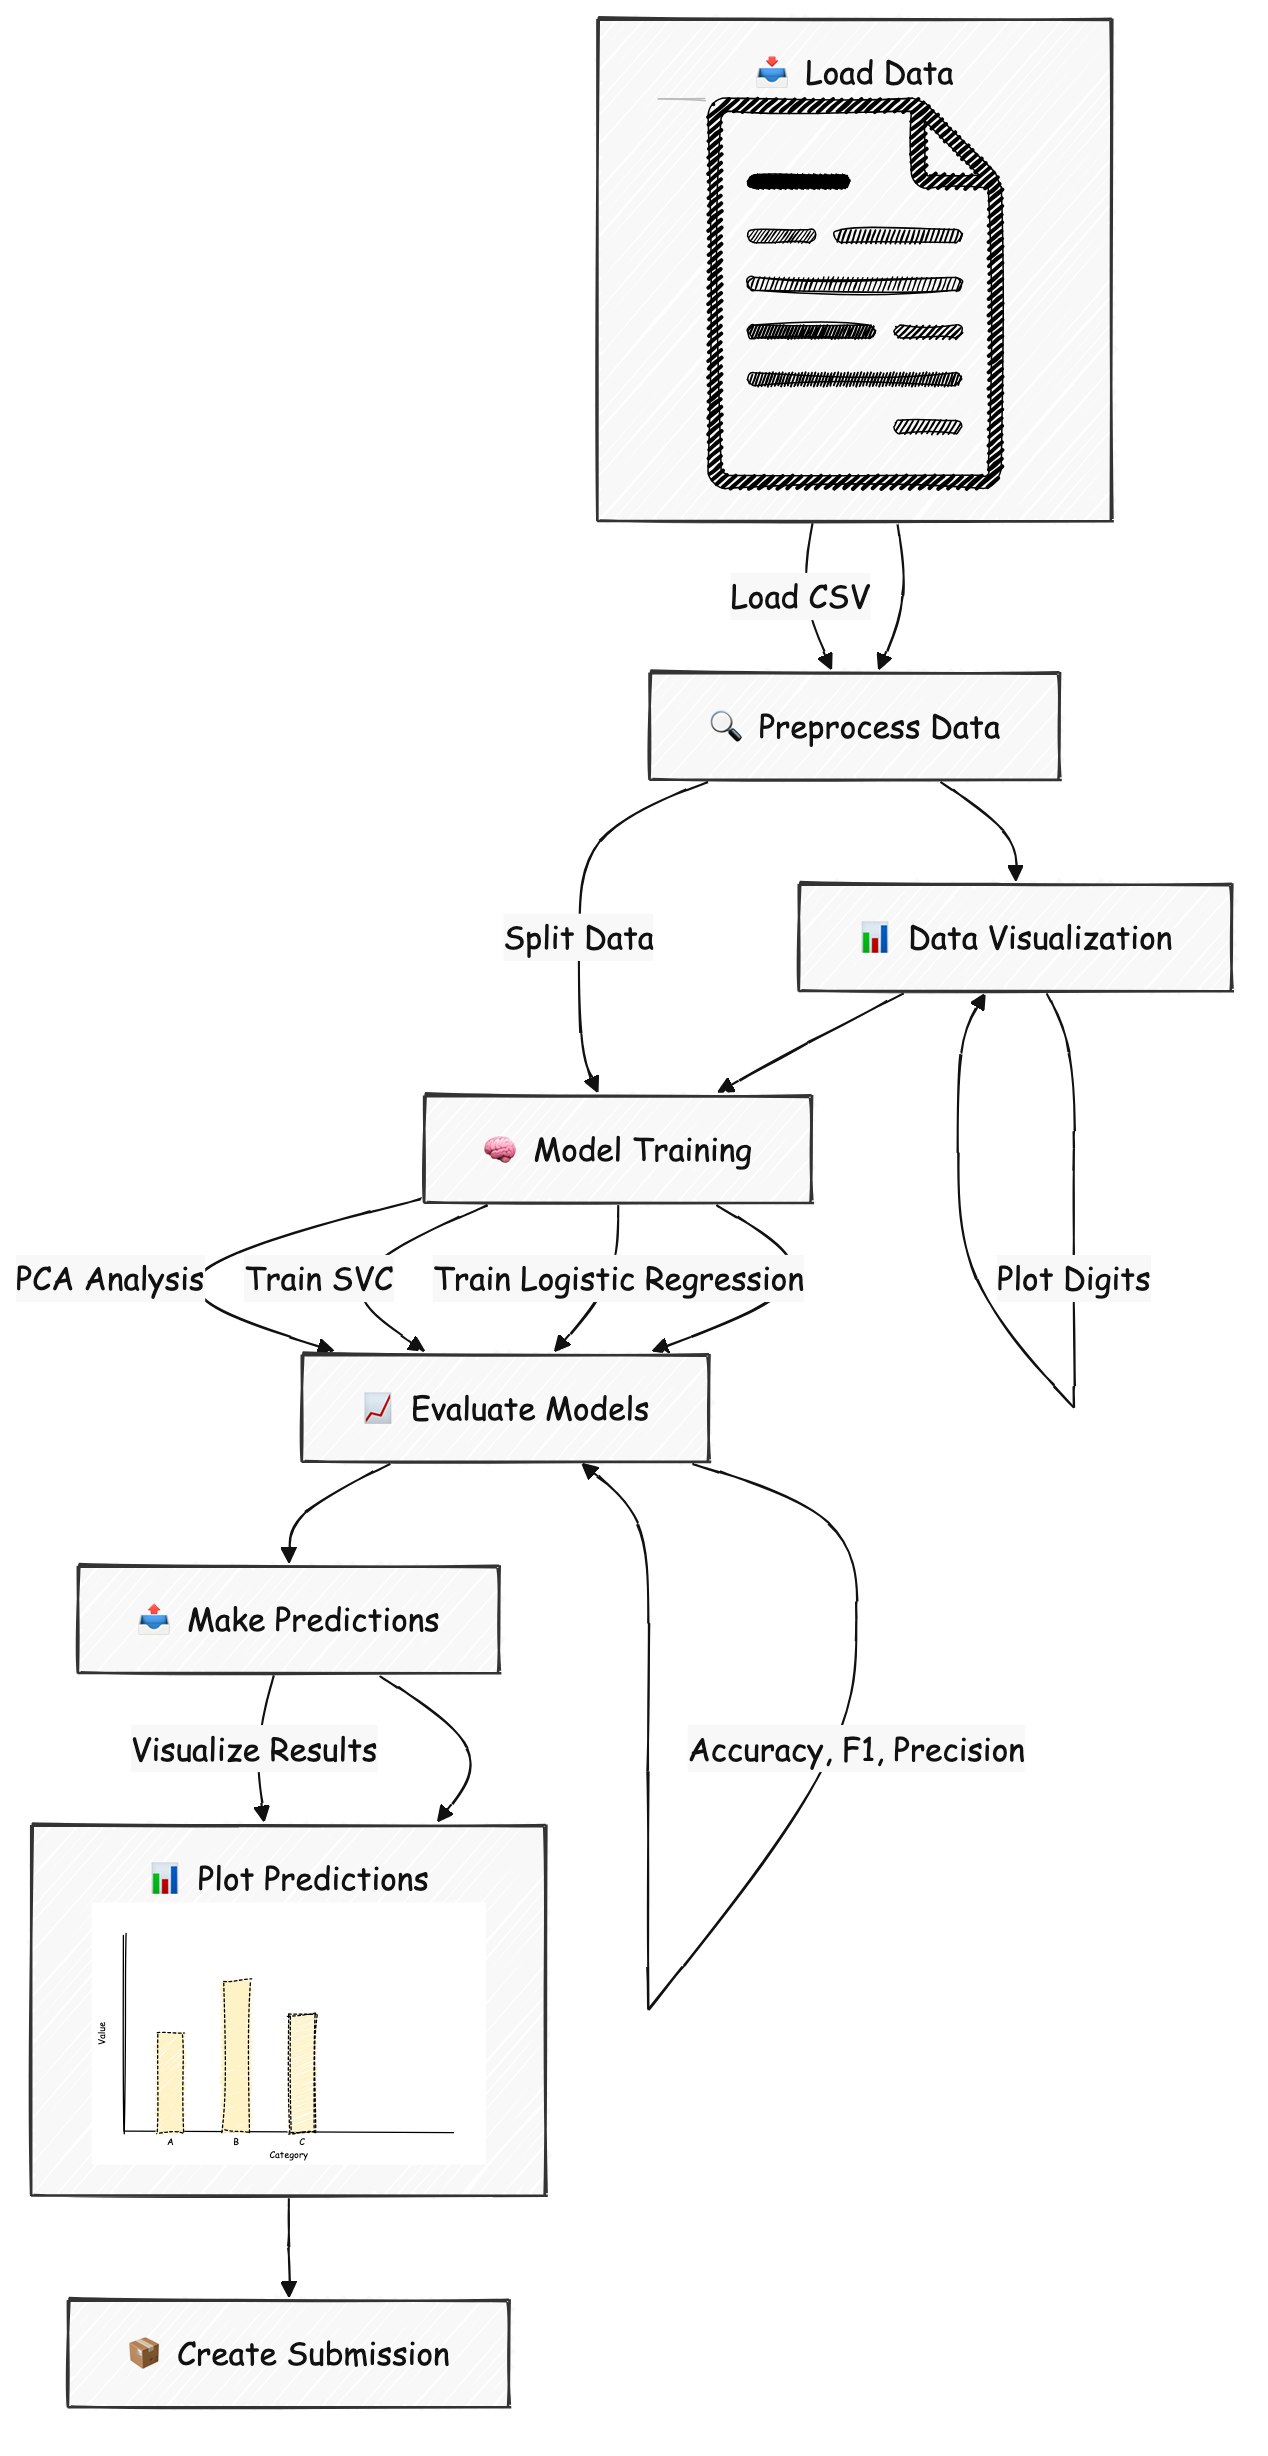 📥 Load Data
Load CSV
🔍 Preprocess Data
Split Data
📊 Data Visualization
🧠 Model Training
PCA Analysis
Train SVC
Train Logistic Regression
Plot Digits
📈 Evaluate Models
📤 Make Predictions
Visualize Results
Accuracy, F1, Precision
📊 Plot Predictions
Value
A
B
C
Category
📦 Create Submission